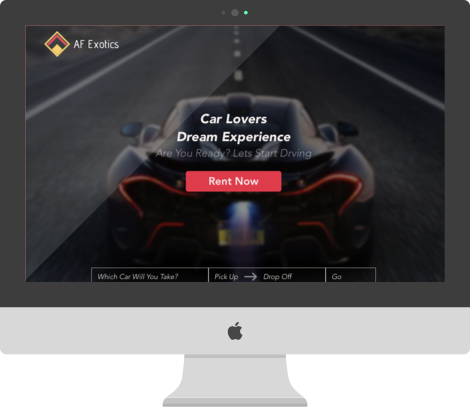 AF Exotics
Car Lovers
Dream Experience
Are You Ready? Lets Start Drving
Rent Now
Which Car Will You Take? Pick Up Drop Off Go